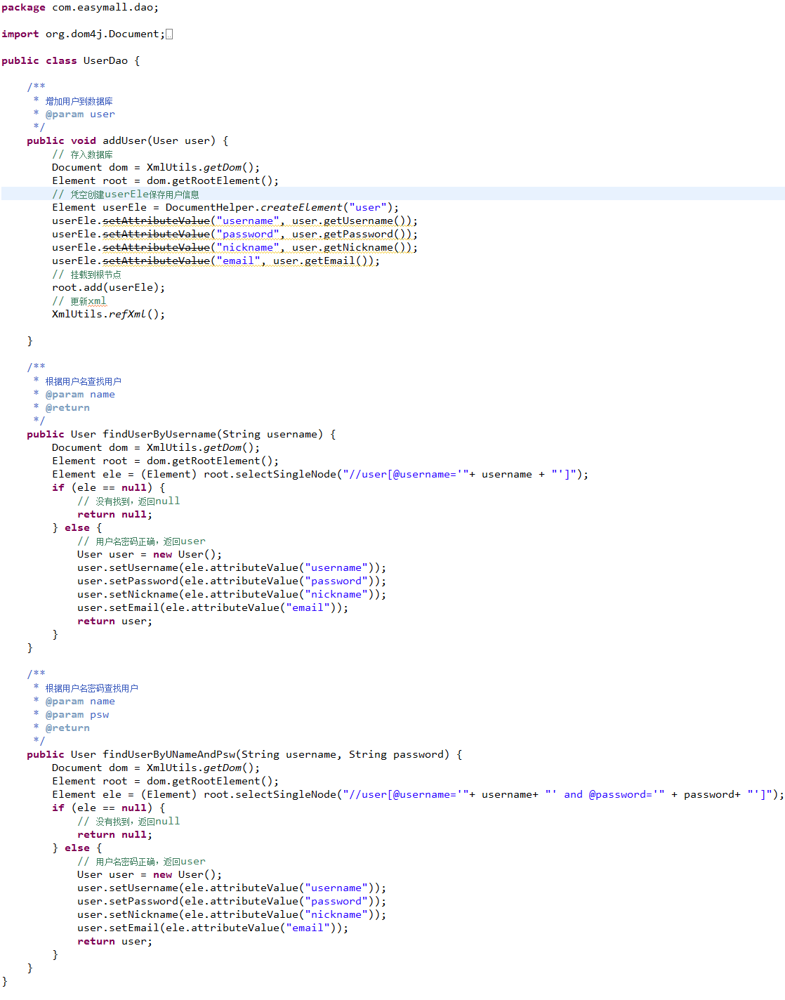 package com.easymall.dao;
import org.dom4j.Document;
public class UserDao {
/**
* 增加用户到数据库
* @param user
*/
public void addUser(User user) {
// 存入数据库
Document dom = XmlUtils.getDom();
Element root = dom.getRootElement();
// 凭空创建userEle保存用户信息
Element userEle = DocumentHelper.createElement("user");
userEle.setAttributeValue("username", user.getUsername());
userEle.setAttributeValue("password", user.getPassword());
userEle.setAttributeValue("nickname", user.getNickname());
userEle.setAttributeValue("email", user.getEmail());
// 挂载到根节点
root.add(userEle);
// 更新xml
XmlUtils.refXml();
}
/**
* 根据用户名查找用户
* @param name
* @return
*/
public User findUserByUsername(String username) {
Document dom = XmlUtils.getDom();
Element root = dom.getRootElement();
Element ele = (Element) root.selectSingleNode("//user[@username='"+ username + "']");
if (ele == null) {
// 没有找到，返回null
return null;
} else {
// 用户名密码正确，返回user
User user = new User();
user.setUsername(ele.attributeValue("username"));
user.setPassword(ele.attributeValue("password"));
user.setNickname(ele.attributeValue("nickname"));
user.setEmail(ele.attributeValue("email"));
return user;
}
}
/**
* 根据用户名密码查找用户
* @param name
* @param psw
* @return
*/
public User findUserByUNameAndPsw(String username, String password) {
Document dom = XmlUtils.getDom();
Element root = dom.getRootElement();
Element ele = (Element) root.selectSingleNode("//user[@username='"+ username+ "' and @password='" + password+ "']");
if (ele == null) {
// 没有找到，返回null
return null;
} else {
// 用户名密码正确，返回user
User user = new User();
user.setUsername(ele.attributeValue("username"));
user.setPassword(ele.attributeValue("password"));
user.setNickname(ele.attributeValue("nickname"));
user.setEmail(ele.attributeValue("email"));
return user;
}
}
}